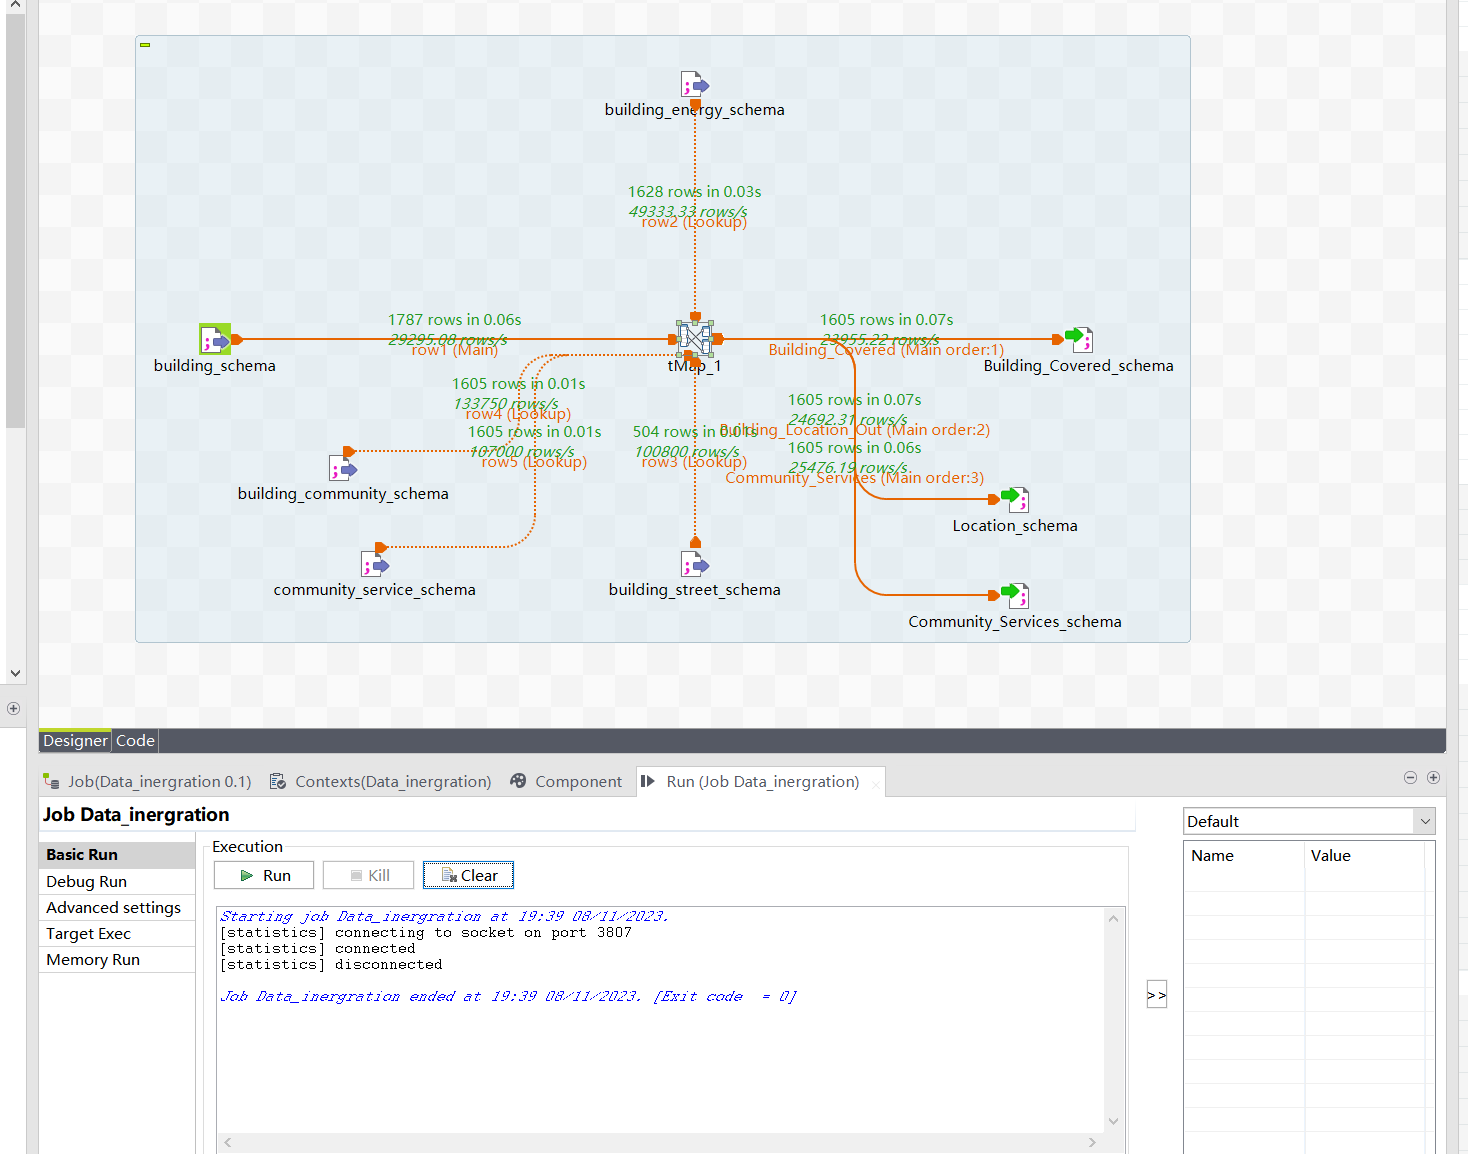 building_energy_schema
1628 rows in 0.03s
49333.33 rows/s
row2 (Lookup)
1787 rows in 0.06s
29295.08 rows/s
row1 (Main)
building_schema
tMap_1
1605 rows in 0.07s
23955.22 rows/s
Building_Covered (Main order:1)
Building_Covered_schema
1605 rows in 0.01s
133750 rows/s
row4 (Lookup)
1605 rows in 0.01s
107000 rows/s
row5 (Lookup)
504 rows in 0.01s
100800 rows/s
row3 (Lookup)
1605 rows in 0.07s
24692.31 rows/s
Building_Location_Out (Main order:2)
1605 rows in 0.06s
25476.19 rows/s
Community_Services (Main order:3)
building_community_schema
Location_schema
community_service_schema
building_street_schema
Community_Services_schema
Designer Code
Job(Data_inergration 0.1) Contexts(Data_inergration) Component Run (Job Data_inergration)
Job Data_inergration
Basic Run
Debug Run
Advanced settings
Target Exec
Memory Run
Execution
Run Kill Clear
Starting job Data_inergration at 19:39 08/11/2023.
[statistics] connecting to socket on port 3807
[statistics] connected
[statistics] disconnected
Job Data_inergration ended at 19:39 08/11/2023. [Exit code  = 0]
>>
Default
Name Value